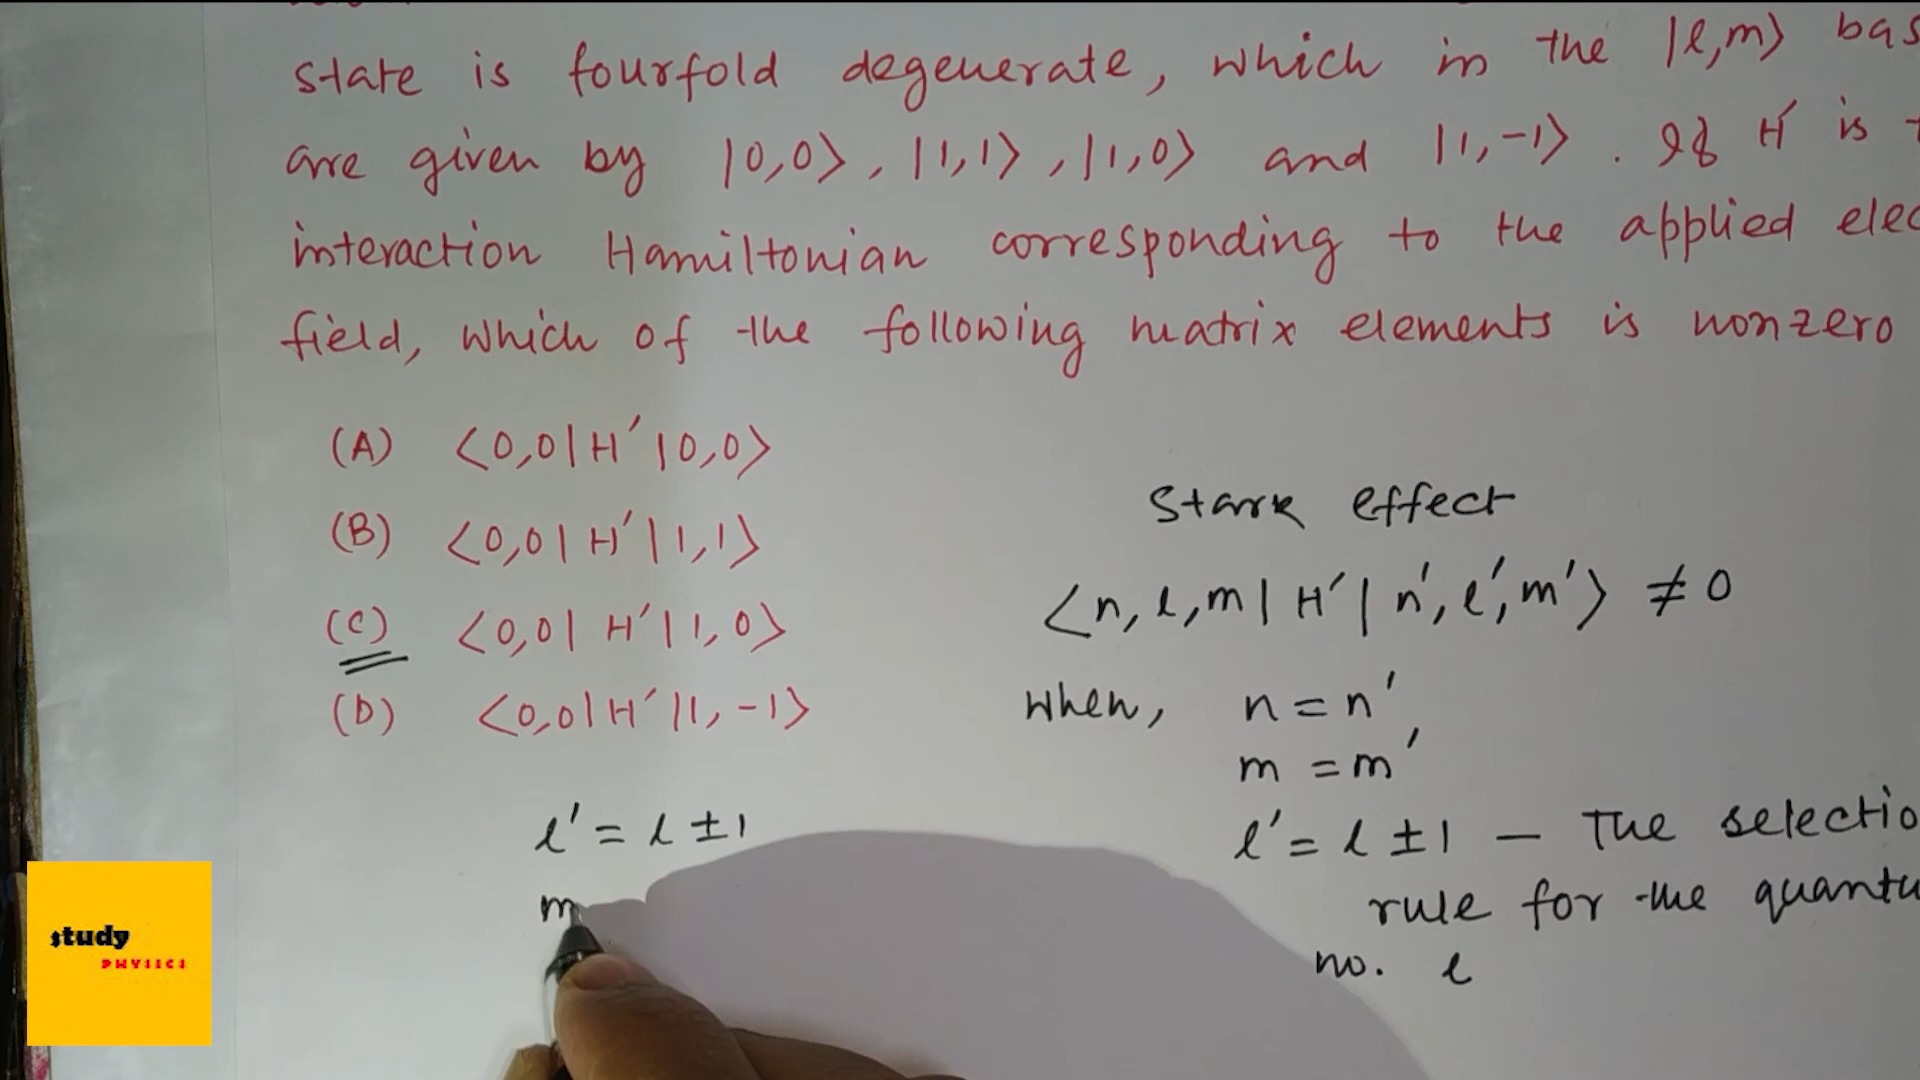 state is fourfold degenerate, which in the |l,m⟩ bas
are given by |0,0⟩, |1,1⟩, |1,0⟩ and |1,-1⟩. If H' is
interaction Hamiltonian corresponding to the applied elec
field, which of the following matrix elements is nonzero
(A) <0,0|H'|0,0>
(B) <0,0|H'|1,1>
(C) <0,0|H'|1,0>
(D) <0,0|H'|1,-1>
Stark effect
<n,l,m|H'|n',l',m'> ≠ 0
when, n = n'
m = m'
l' = l ± 1 — The selectio
rule for the quantu
no. l
l' = l ± 1
m
study
PHYSICS